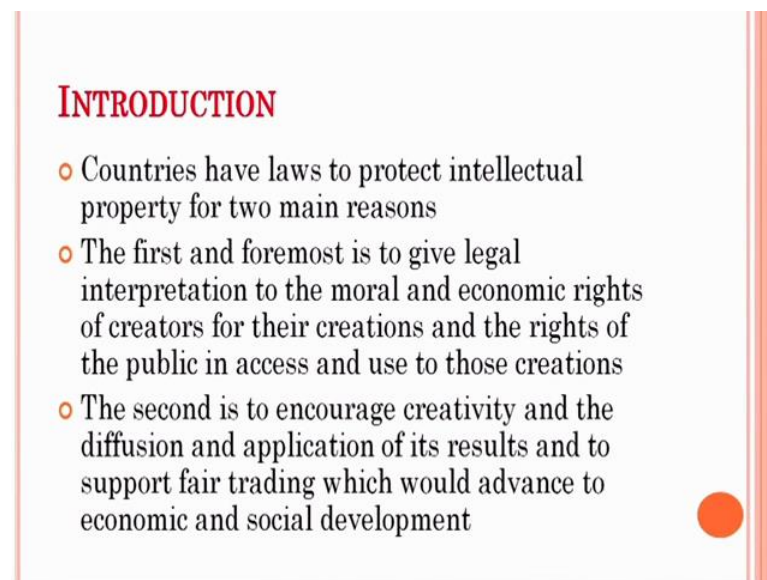 INTRODUCTION
Countries have laws to protect intellectual
property for two main reasons
The first and foremost is to give legal
interpretation to the moral and economic rights
of creators for their creations and the rights of
the public in access and use to those creations
The second is to encourage creativity and the
diffusion and application of its results and to
support fair trading which would advance to
economic and social development